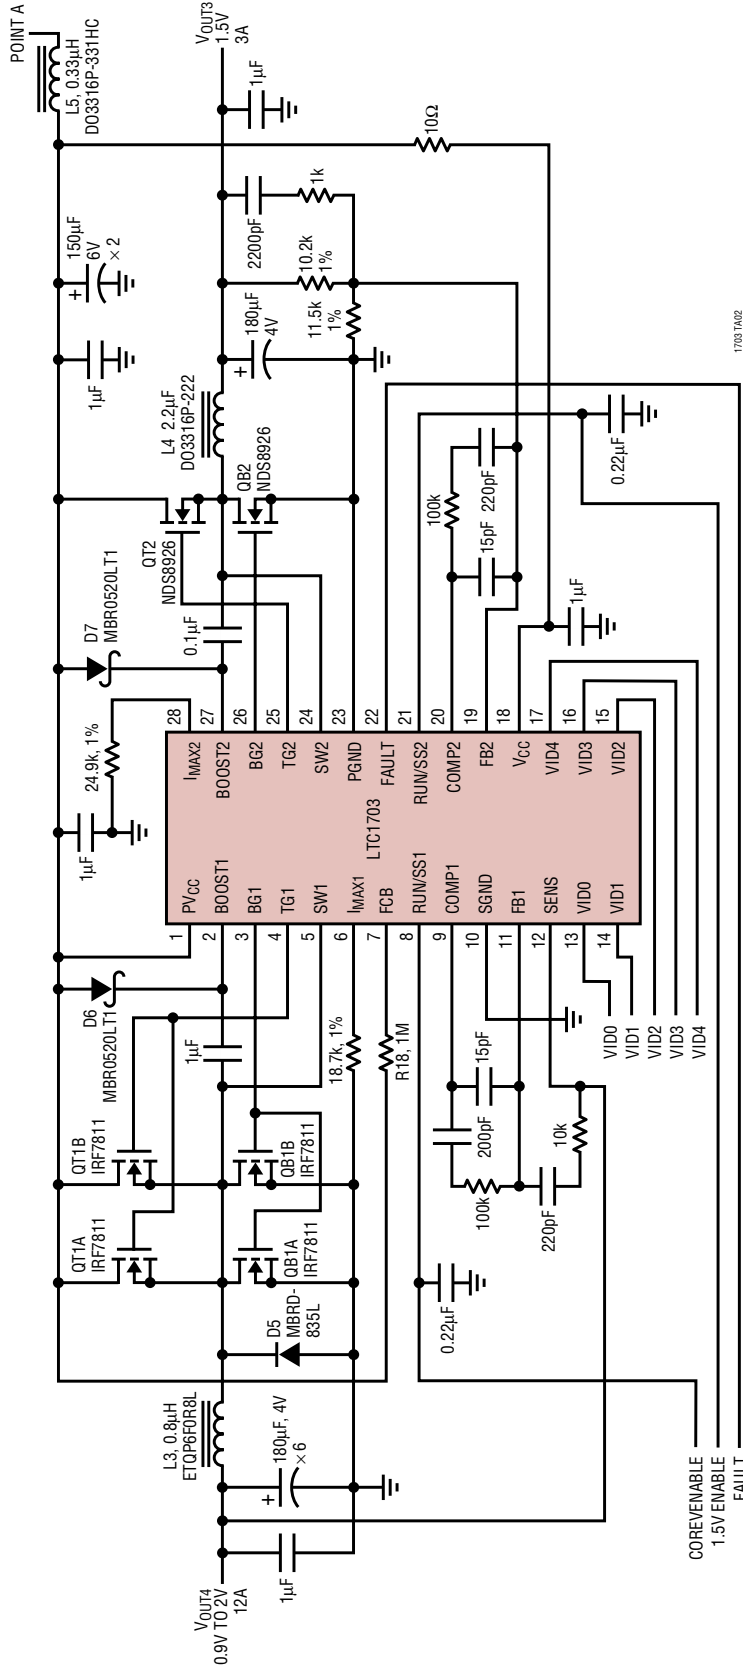 POINT A
L5, 0.33µH
DO3316P-331HC
VOUT3
1.5V
3A
1µF
10Ω
150µF
6V
×2
1µF
2200pF
1k
10.2k
1%
11.5k
1%
180µF
4V
L4 2.2µF
DO3316P-222
QT2
NDS8926
QB2
NDS8926
D7
MBR0520LT1
0.1µF
24.9k, 1%
1µF
100k
15pF
220pF
0.22µF
1µF
1703 TA02
28
27
26
25
24
23
22
21
20
19
18
17
16
15
IMAX2
BOOST2
BG2
TG2
SW2
PGND
FAULT
RUN/SS2
COMP2
FB2
VCC
VID4
VID3
VID2
LTC1703
PVCC
BOOST1
BG1
TG1
SW1
IMAX1
FCB
RUN/SS1
COMP1
SGND
FB1
SENS
VID0
VID1
1
2
3
4
5
6
7
8
9
10
11
12
13
14
D6
MBR0520LT1
1µF
18.7k, 1%
R18, 1M
VID0
VID1
VID2
VID3
VID4
15pF
200pF
100k
10k
220pF
0.22µF
QT1B
IRF7811
QB1B
IRF7811
QT1A
IRF7811
QB1A
IRF7811
D5
MBRD-
835L
L3, 0.8µH
ETQP6F0R8L
180µF, 4V
×6
1µF
VOUT4
0.9V TO 2V
12A
COREVENABLE
1.5V ENABLE
FAULT